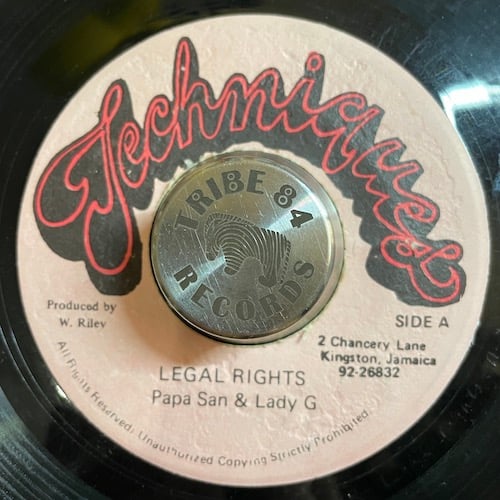 Techniques
TRIBE 84
RECORDS
Produced by
W. Riley
SIDE A
2 Chancery Lane
Kingston, Jamaica
92-26832
LEGAL RIGHTS
Papa San & Lady G
All Rights Reserved. Unauthorized Copying Strictly Prohibited.